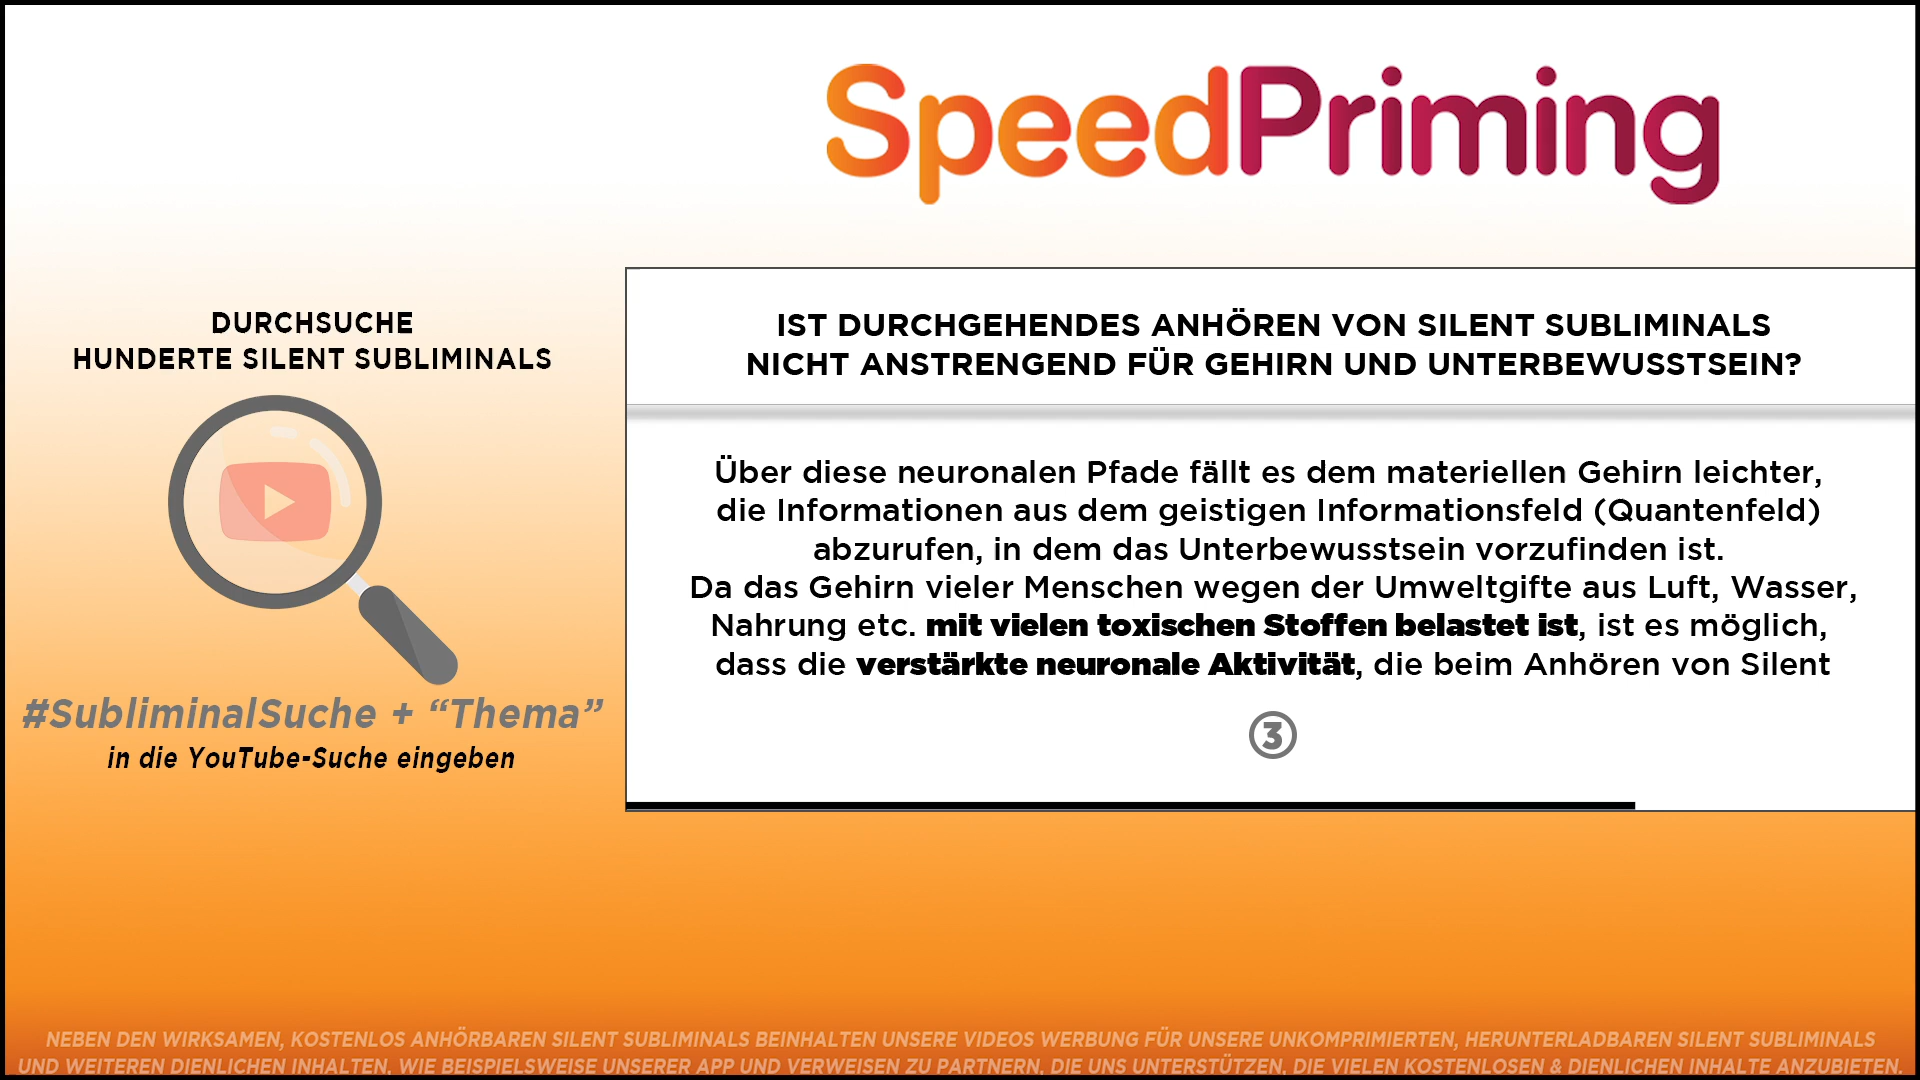 SpeedPriming
DURCHSUCHE
HUNDERTE SILENT SUBLIMINALS
#SubliminalSuche + “Thema”
in die YouTube-Suche eingeben
IST DURCHGEHENDES ANHÖREN VON SILENT SUBLIMINALS
NICHT ANSTRENGEND FÜR GEHIRN UND UNTERBEWUSSTSEIN?
Über diese neuronalen Pfade fällt es dem materiellen Gehirn leichter,
die Informationen aus dem geistigen Informationsfeld (Quantenfeld)
abzurufen, in dem das Unterbewusstsein vorzufinden ist.
Da das Gehirn vieler Menschen wegen der Umweltgifte aus Luft, Wasser,
Nahrung etc. mit vielen toxischen Stoffen belastet ist, ist es möglich,
dass die verstärkte neuronale Aktivität, die beim Anhören von Silent
3
NEBEN DEN WIRKSAMEN, KOSTENLOS ANHÖRBAREN SILENT SUBLIMINALS BEINHALTEN UNSERE VIDEOS WERBUNG FÜR UNSERE UNKOMPRIMIERTEN, HERUNTERLADBAREN SILENT SUBLIMINALS
UND WEITEREN DIENLICHEN INHALTEN, WIE BEISPIELSWEISE UNSERER APP UND VERWEISEN ZU PARTNERN, DIE UNS UNTERSTÜTZEN, DIE VIELEN KOSTENLOSEN & DIENLICHEN INHALTE ANZUBIETEN.